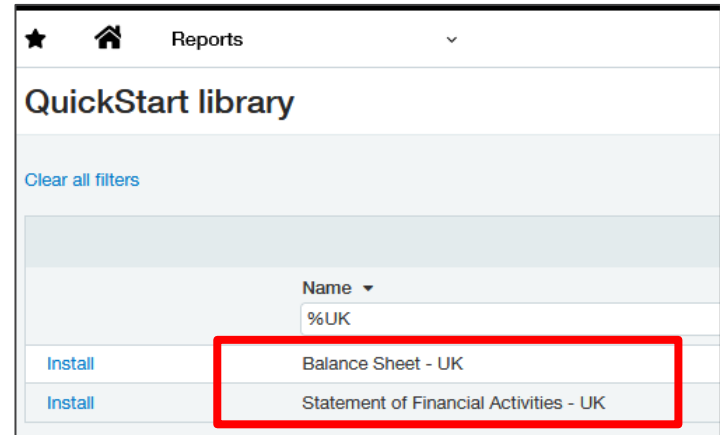 Reports
QuickStart library
Clear all filters
Name
%UK
Install Balance Sheet - UK
Install Statement of Financial Activities - UK